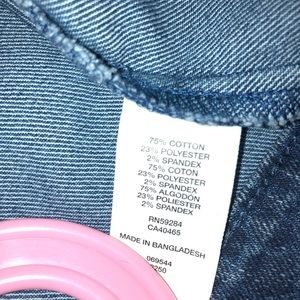 75% COTTON
23% POLYESTER
2% SPANDEX
75% COTON
23% POLYESTER
2% SPANDEX
75% ALGODON
23% POLIESTER
2% SPANDEX
RN59284
CA40465
MADE IN BANGLADESH
069544